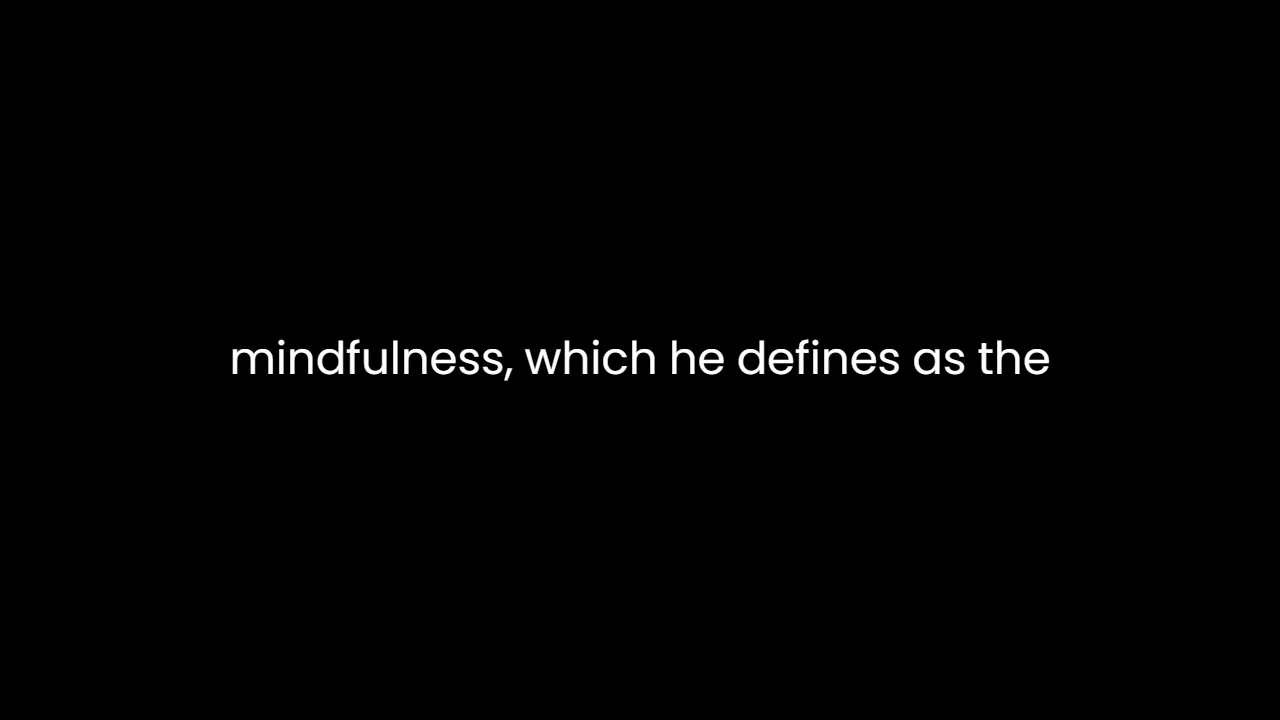 mindfulness, which he defines as the